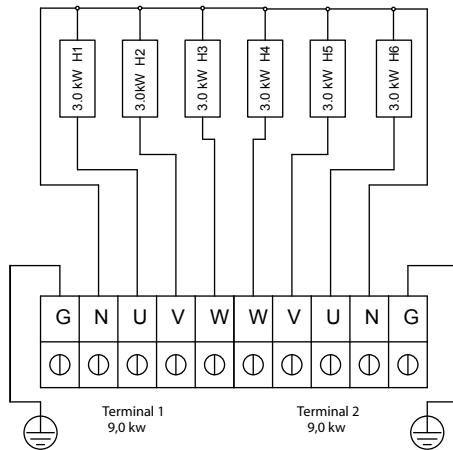 3.0 kW H1
3.0kW H2
3.0 kW H3
3.0 kW H4
3.0 kW H5
3.0 kW H6
G N U V W W V U N G
Terminal 1
9,0 kw
Terminal 2
9,0 kw